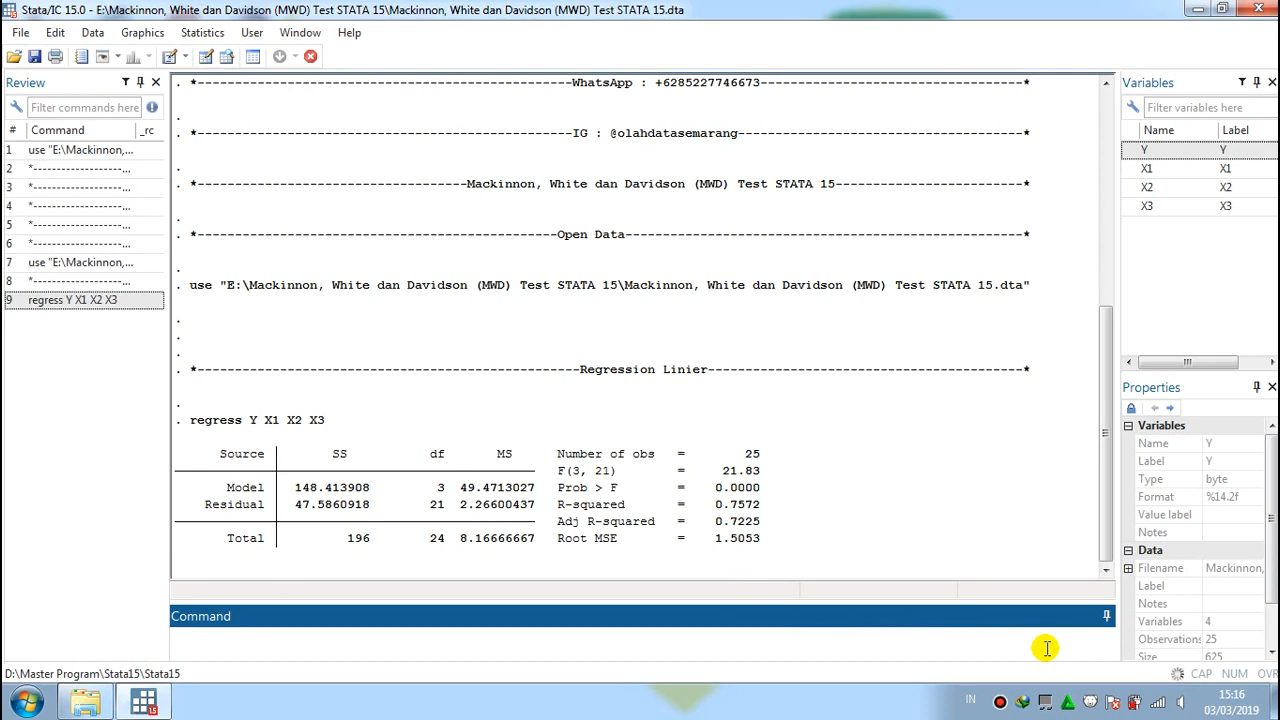 Stata/IC 15.0 - E:\Mackinnon, White dan Davidson (MWD) Test STATA 15\Mackinnon, White dan Davidson (MWD) Test STATA 15.dta
File Edit Data Graphics Statistics User Window Help
Review
Filter commands here
# Command _rc
1 use "E:\Mackinnon,...
2 *-------------------...
3 *-------------------...
4 *-------------------...
5 *-------------------...
6 *-------------------...
7 use "E:\Mackinnon,...
8 *-------------------...
9 regress Y X1 X2 X3
. *---------------------------------------------------WhatsApp : +6285227746673------------------------------------*
.
. *---------------------------------------------------IG : @olahdatasemarang---------------------------------------*
.
. *-------------------------------------Mackinnon, White dan Davidson (MWD) Test STATA 15--------------------------*
.
. *-------------------------------------------------Open Data------------------------------------------------------*
.
. use "E:\Mackinnon, White dan Davidson (MWD) Test STATA 15\Mackinnon, White dan Davidson (MWD) Test STATA 15.dta"
.
.
.
. *----------------------------------------------------Regression Linier-------------------------------------------*
.
. regress Y X1 X2 X3
Source SS df MS Number of obs = 25
F(3, 21) = 21.83
Model 148.413908 3 49.4713027 Prob > F = 0.0000
Residual 47.5860918 21 2.26600437 R-squared = 0.7572
Adj R-squared = 0.7225
Total 196 24 8.16666667 Root MSE = 1.5053
Command
Variables
Filter variables here
Name Label
Y Y
X1 X1
X2 X2
X3 X3
Properties
Variables
Name Y
Label Y
Type byte
Format %14.2f
Value label
Notes
Data
Filename Mackinnon,
Label
Notes
Variables 4
Observations 25
Size 625
D:\Master Program\Stata15\Stata15
CAP NUM OVR
15
IN
15:16
03/03/2019